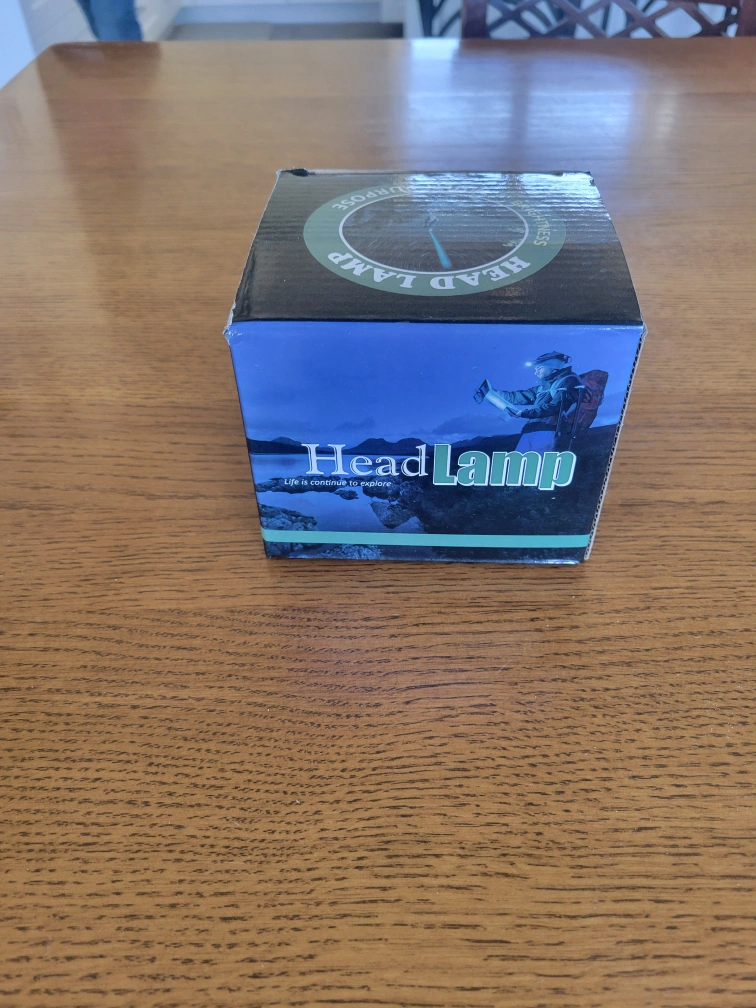 HEAD LAMP
Head Lamp
Life is continue to explore